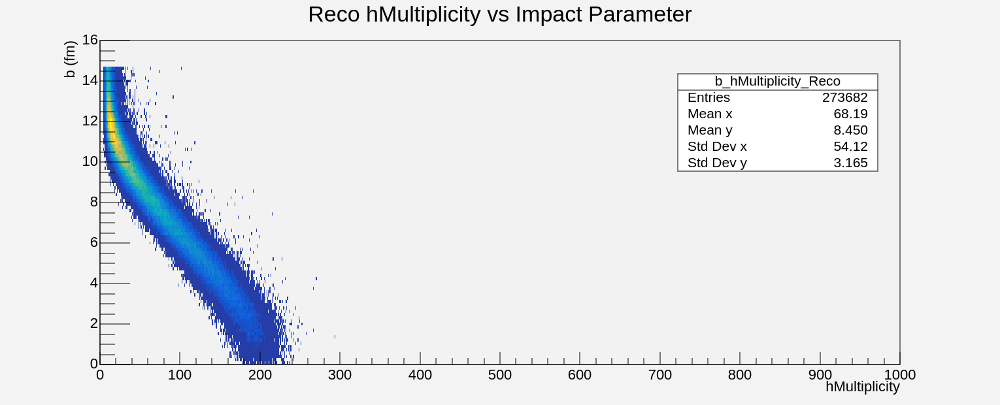 Reco hMultiplicity vs Impact Parameter
b (fm)
16
14
12
10
8
6
4
2
0
b_hMultiplicity_Reco
Entries 273682
Mean x 68.19
Mean y 8.450
Std Dev x 54.12
Std Dev y 3.165
0 100 200 300 400 500 600 700 800 900 1000
hMultiplicity